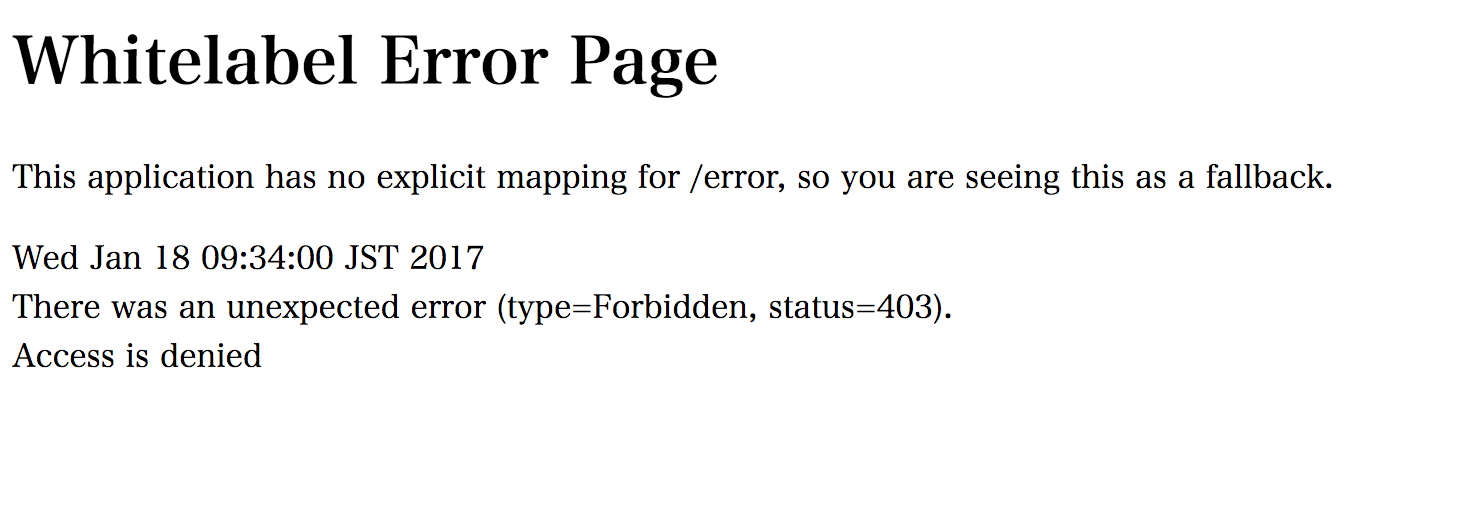 Whitelabel Error Page
This application has no explicit mapping for /error, so you are seeing this as a fallback.
Wed Jan 18 09:34:00 JST 2017
There was an unexpected error (type=Forbidden, status=403).
Access is denied